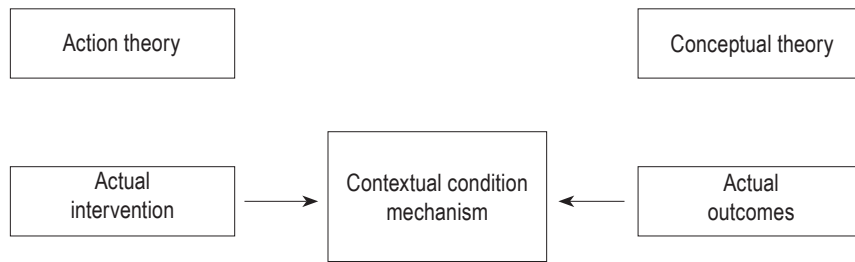 Action theory
Conceptual theory
Actual
intervention
Contextual condition
mechanism
Actual
outcomes